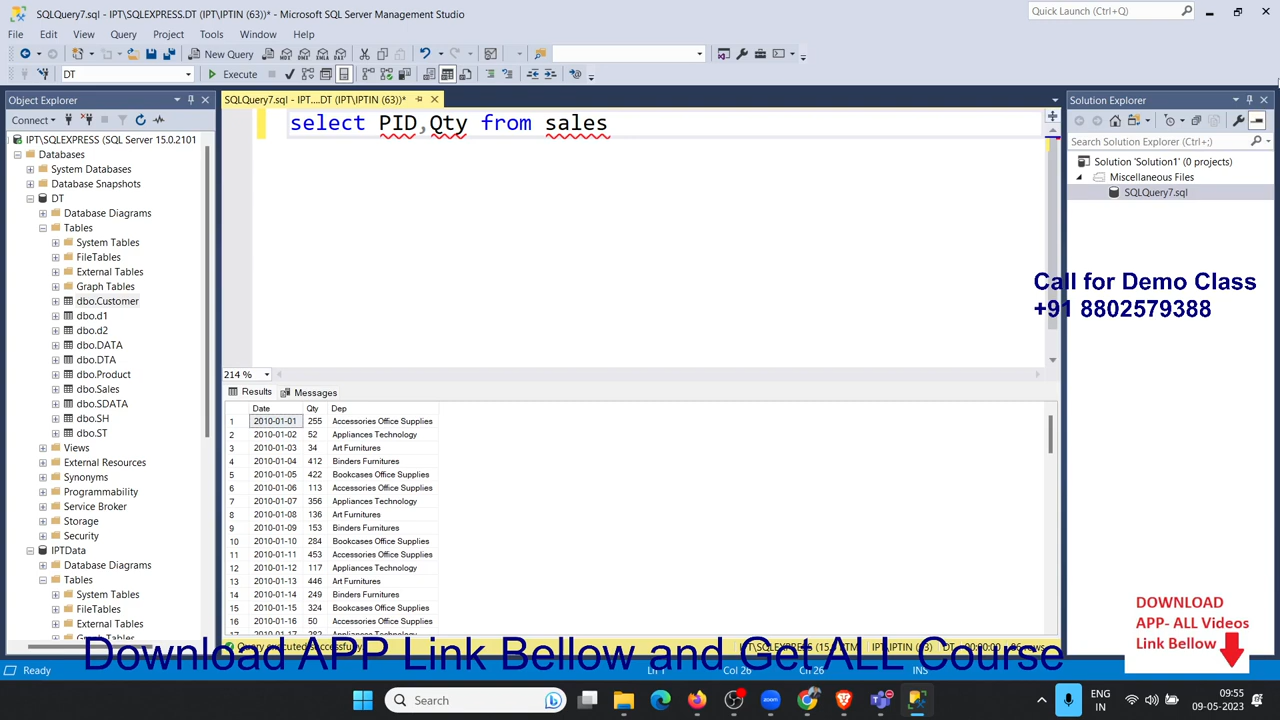 SQLQuery7.sql - IPT\SQLEXPRESS.DT (IPT\IPTIN (63))* - Microsoft SQL Server Management Studio
Quick Launch (Ctrl+Q)
File Edit View Query Project Tools Window Help
New Query
DT
Execute
Object Explorer
SQLQuery7.sql - IPT....DT (IPT\IPTIN (63))*
Solution Explorer
Connect
Search Solution Explorer (Ctrl+;)
IPT\SQLEXPRESS (SQL Server 15.0.2101
Databases
System Databases
Database Snapshots
DT
Database Diagrams
Tables
System Tables
FileTables
External Tables
Graph Tables
dbo.Customer
dbo.d1
dbo.d2
dbo.DATA
dbo.DTA
dbo.Product
dbo.Sales
dbo.SDATA
dbo.SH
dbo.ST
Views
External Resources
Synonyms
Programmability
Service Broker
Storage
Security
IPTData
Database Diagrams
Tables
System Tables
FileTables
External Tables
select PID,Qty from sales
Solution 'Solution1' (0 projects)
Miscellaneous Files
SQLQuery7.sql
Call for Demo Class
+91 8802579388
214 %
Results Messages
Date Qty Dep
1 2010-01-01 255 Accessories Office Supplies
2 2010-01-02 52 Appliances Technology
3 2010-01-03 34 Art Furnitures
4 2010-01-04 412 Binders Furnitures
5 2010-01-05 422 Bookcases Office Supplies
6 2010-01-06 113 Accessories Office Supplies
7 2010-01-07 356 Appliances Technology
8 2010-01-08 136 Art Furnitures
9 2010-01-09 153 Binders Furnitures
10 2010-01-10 284 Bookcases Office Supplies
11 2010-01-11 453 Accessories Office Supplies
12 2010-01-12 117 Appliances Technology
13 2010-01-13 446 Art Furnitures
14 2010-01-14 249 Binders Furnitures
15 2010-01-15 324 Bookcases Office Supplies
16 2010-01-16 50 Accessories Office Supplies
DOWNLOAD
APP- ALL Videos
Link Bellow
Download APP Link Bellow and Get ALL Course
Ready
Col 26
INS
Search
ENG
IN
09:55
09-05-2023